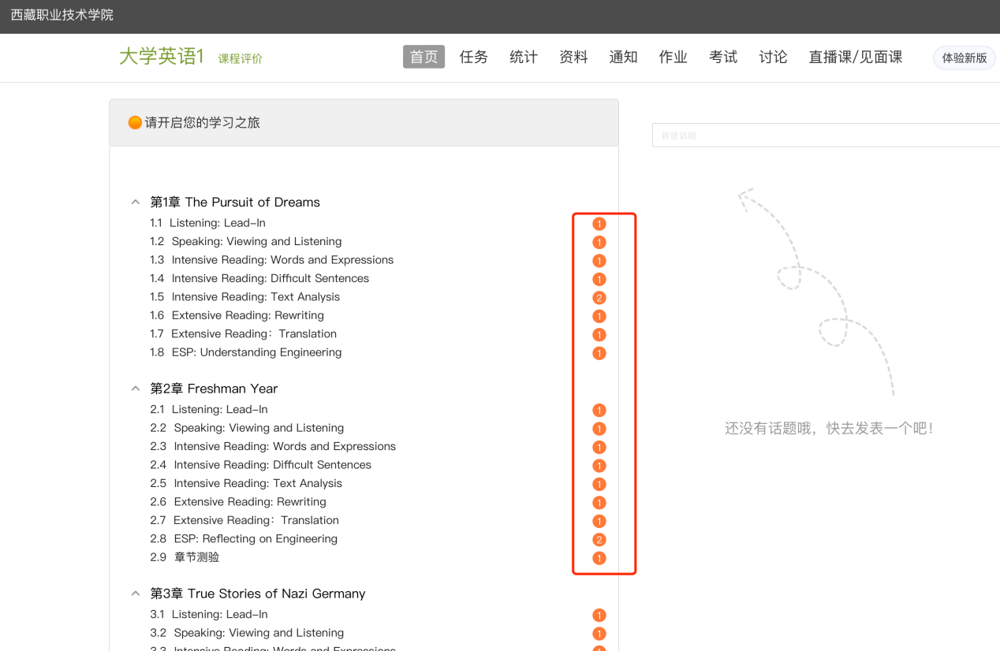 西藏职业技术学院
大学英语1 课程评价 首页 任务 统计 资料 通知 作业 考试 讨论 直播课/见面课 体验新版
请开启您的学习之旅
新建话题
第1章 The Pursuit of Dreams
1.1 Listening: Lead-In 1
1.2 Speaking: Viewing and Listening 1
1.3 Intensive Reading: Words and Expressions 1
1.4 Intensive Reading: Difficult Sentences 1
1.5 Intensive Reading: Text Analysis 2
1.6 Extensive Reading: Rewriting 1
1.7 Extensive Reading：Translation 1
1.8 ESP: Understanding Engineering 1
第2章 Freshman Year
2.1 Listening: Lead-In 1
2.2 Speaking: Viewing and Listening 1
还没有话题哦，快去发表一个吧！
2.3 Intensive Reading: Words and Expressions 1
2.4 Intensive Reading: Difficult Sentences 1
2.5 Intensive Reading: Text Analysis 1
2.6 Extensive Reading: Rewriting 1
2.7 Extensive Reading：Translation 1
2.8 ESP: Reflecting on Engineering 2
2.9 章节测验 1
第3章 True Stories of Nazi Germany
3.1 Listening: Lead-In 1
3.2 Speaking: Viewing and Listening 1
3.3 Intensive Reading: Words and Expressions 1